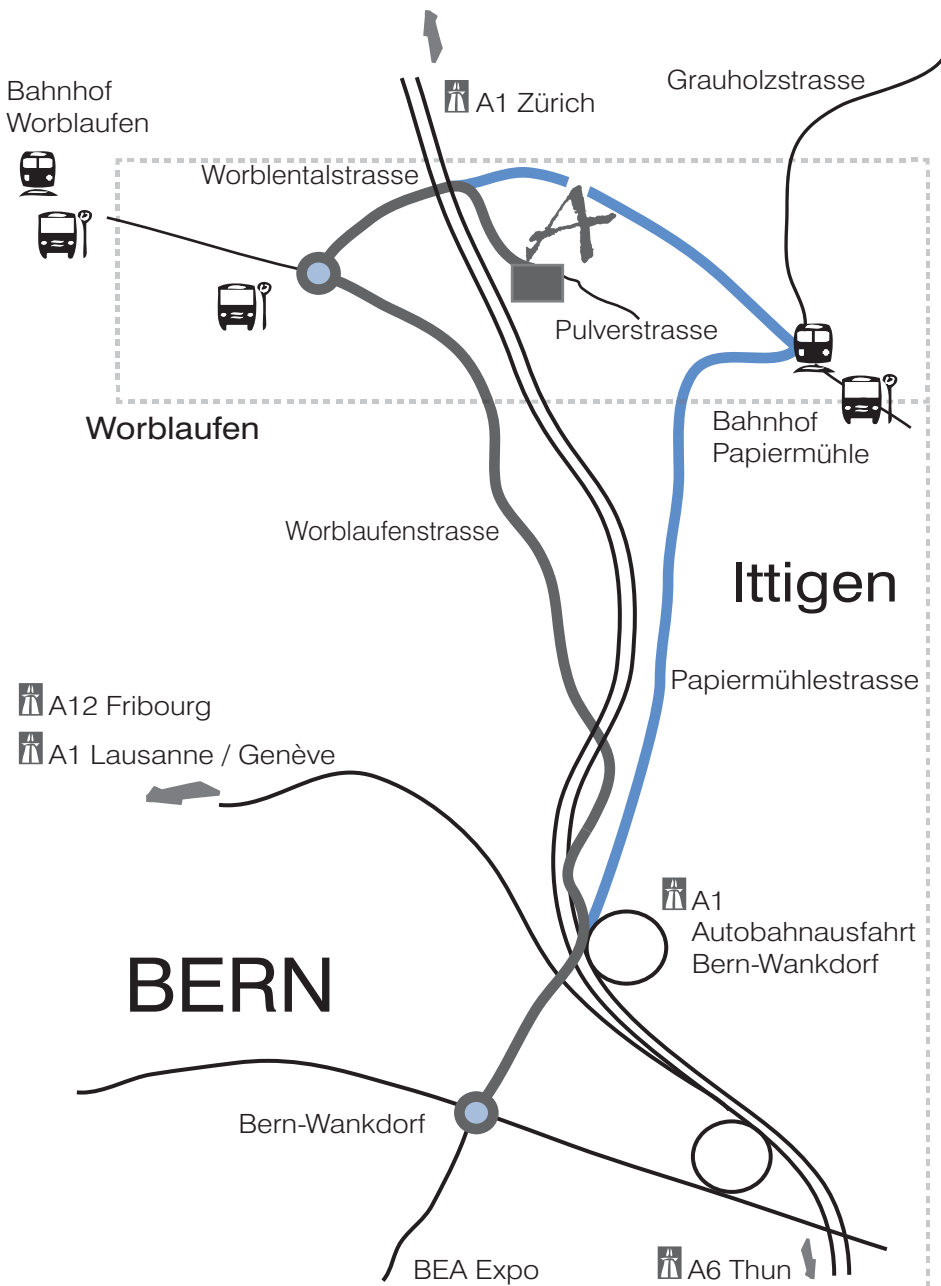 Grauholzstrasse
Bahnhof
Worblaufen
A1 Zürich
Worblentalstrasse
A
Pulverstrasse
Worblaufen
Bahnhof
Papiermühle
Worblaufenstrasse
Ittigen
Papiermühlestrasse
A12 Fribourg
A1 Lausanne / Genève
A1
Autobahnausfahrt
Bern-Wankdorf
BERN
Bern-Wankdorf
BEA Expo
A6 Thun